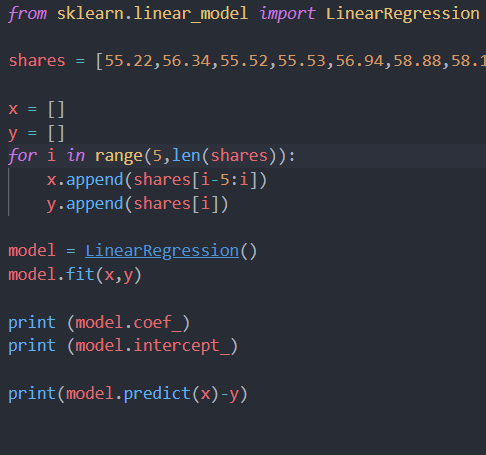 from sklearn.linear_model import LinearRegression
shares = [55.22,56.34,55.52,55.53,56.94,58.88,58.1
x = []
y = []
for i in range(5,len(shares)):
    x.append(shares[i-5:i])
    y.append(shares[i])
model = LinearRegression()
model.fit(x,y)
print (model.coef_)
print (model.intercept_)
print(model.predict(x)-y)